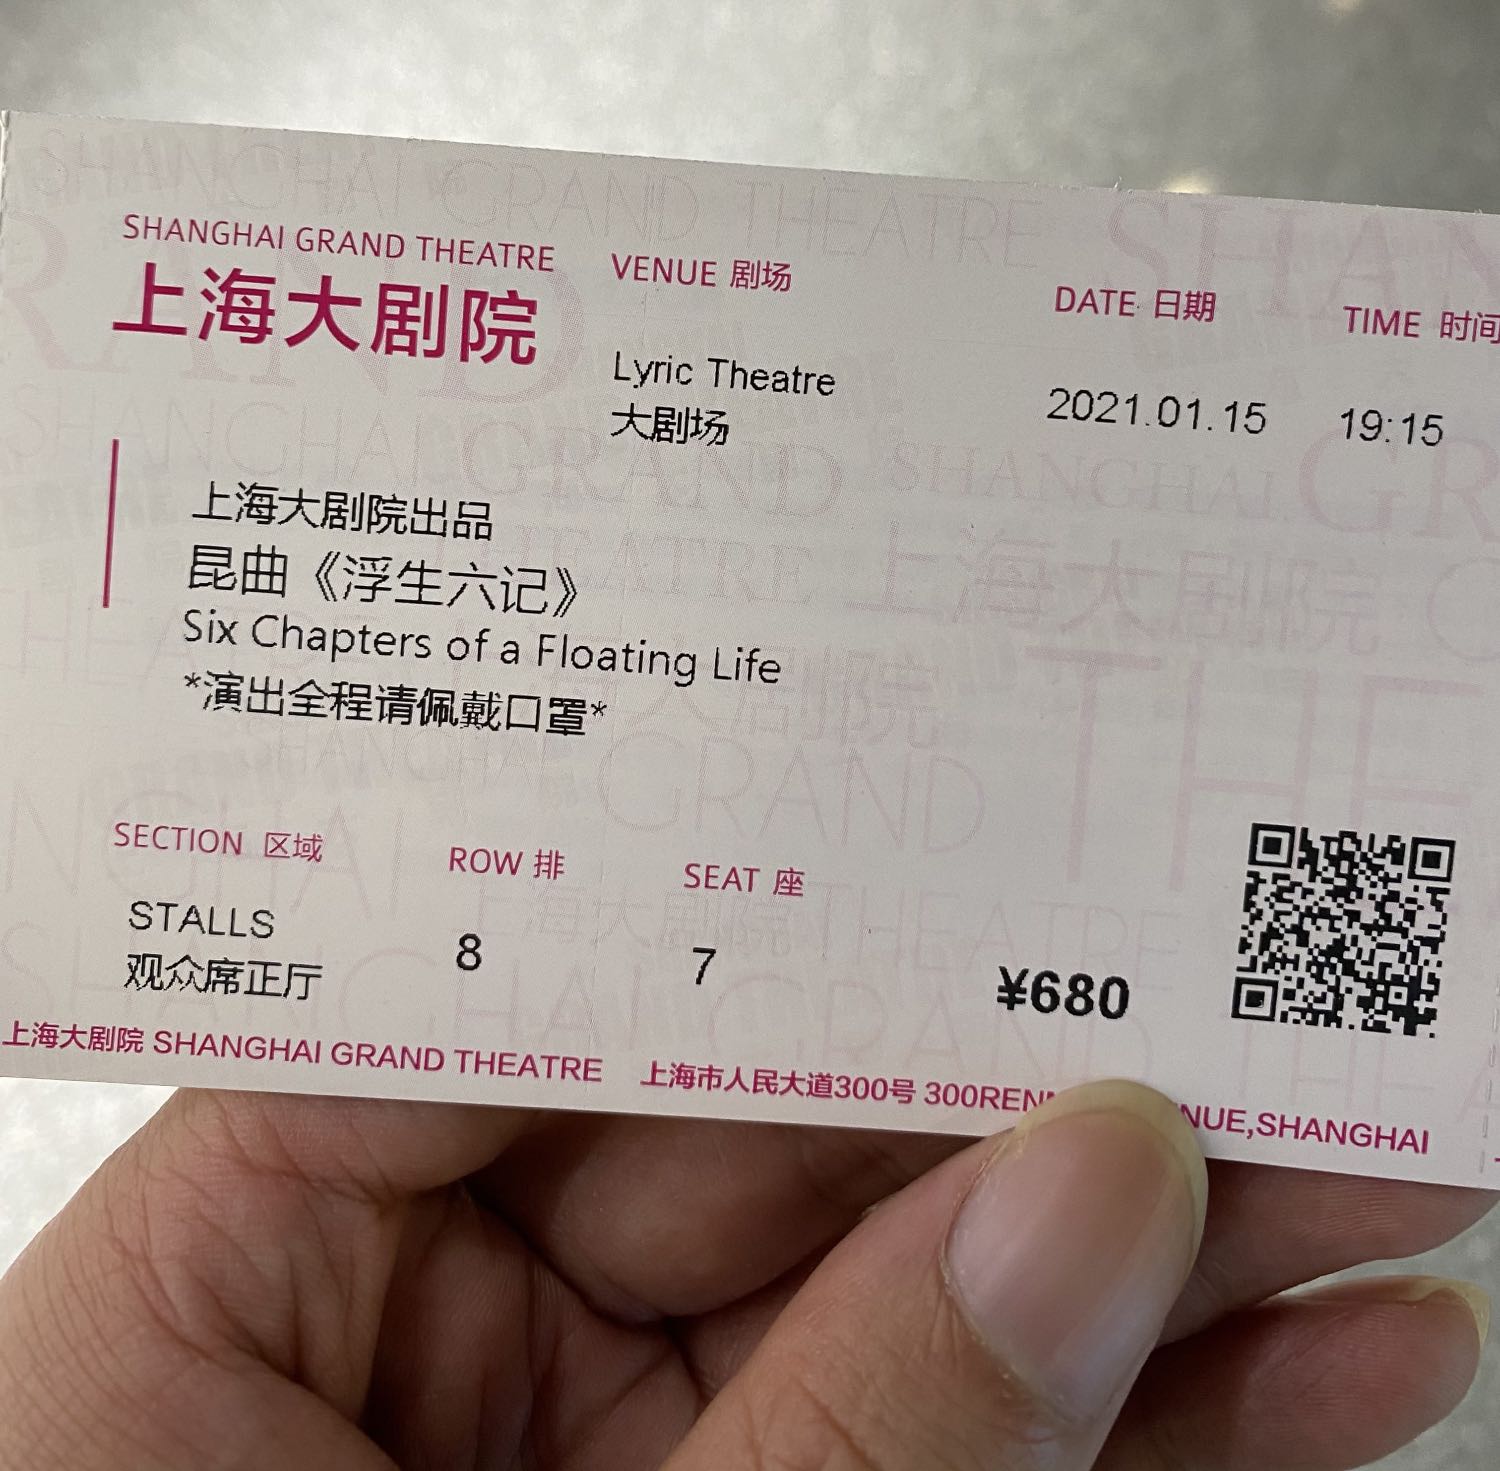 SHANGHAI GRAND THEATRE
上海大剧院
VENUE 剧场
Lyric Theatre
大剧场
DATE 日期
2021.01.15
TIME 时间
19:15
上海大剧院出品
昆曲《浮生六记》
Six Chapters of a Floating Life
*演出全程请佩戴口罩*
SECTION 区域
STALLS
观众席正厅
ROW 排
8
SEAT 座
7
¥680
上海大剧院 SHANGHAI GRAND THEATRE 上海市人民大道300号 ,SHANGHAI